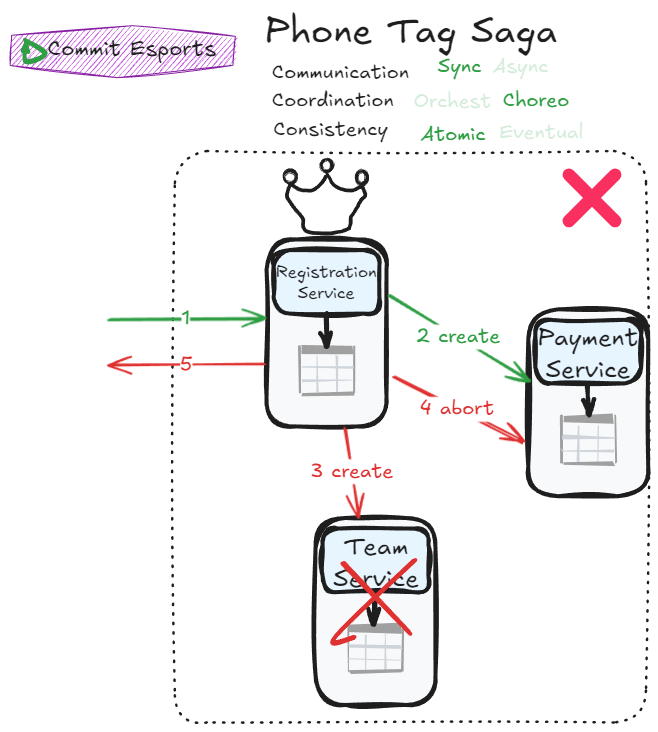 Commit Esports
Phone Tag Saga
Communication Sync Async
Coordination Orchest Choreo
Consistency Atomic Eventual
Registration
Service
1
2 create
Payment
Service
5
4 abort
3 create
Team
Service